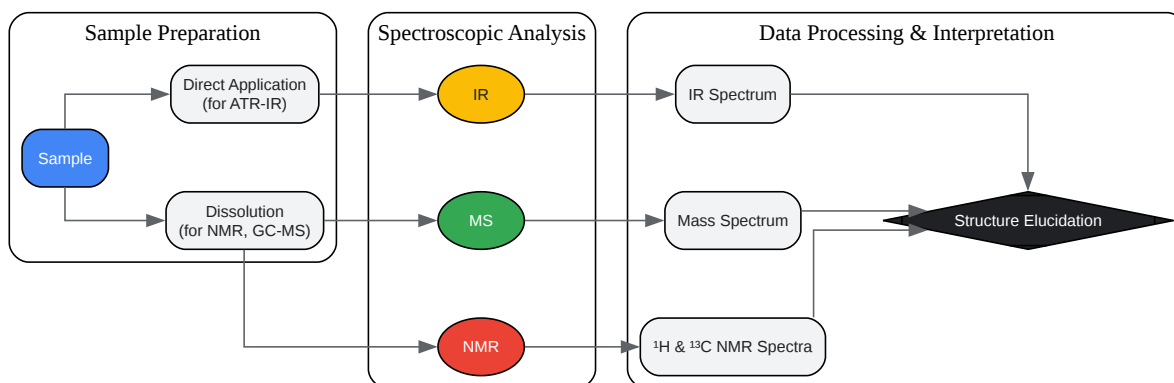 Sample Preparation
Spectroscopic Analysis
Data Processing & Interpretation
Direct Application
(for ATR-IR)
IR
IR Spectrum
Sample
Dissolution
(for NMR, GC-MS)
MS
Mass Spectrum
Structure Elucidation
NMR
¹H & ¹³C NMR Spectra